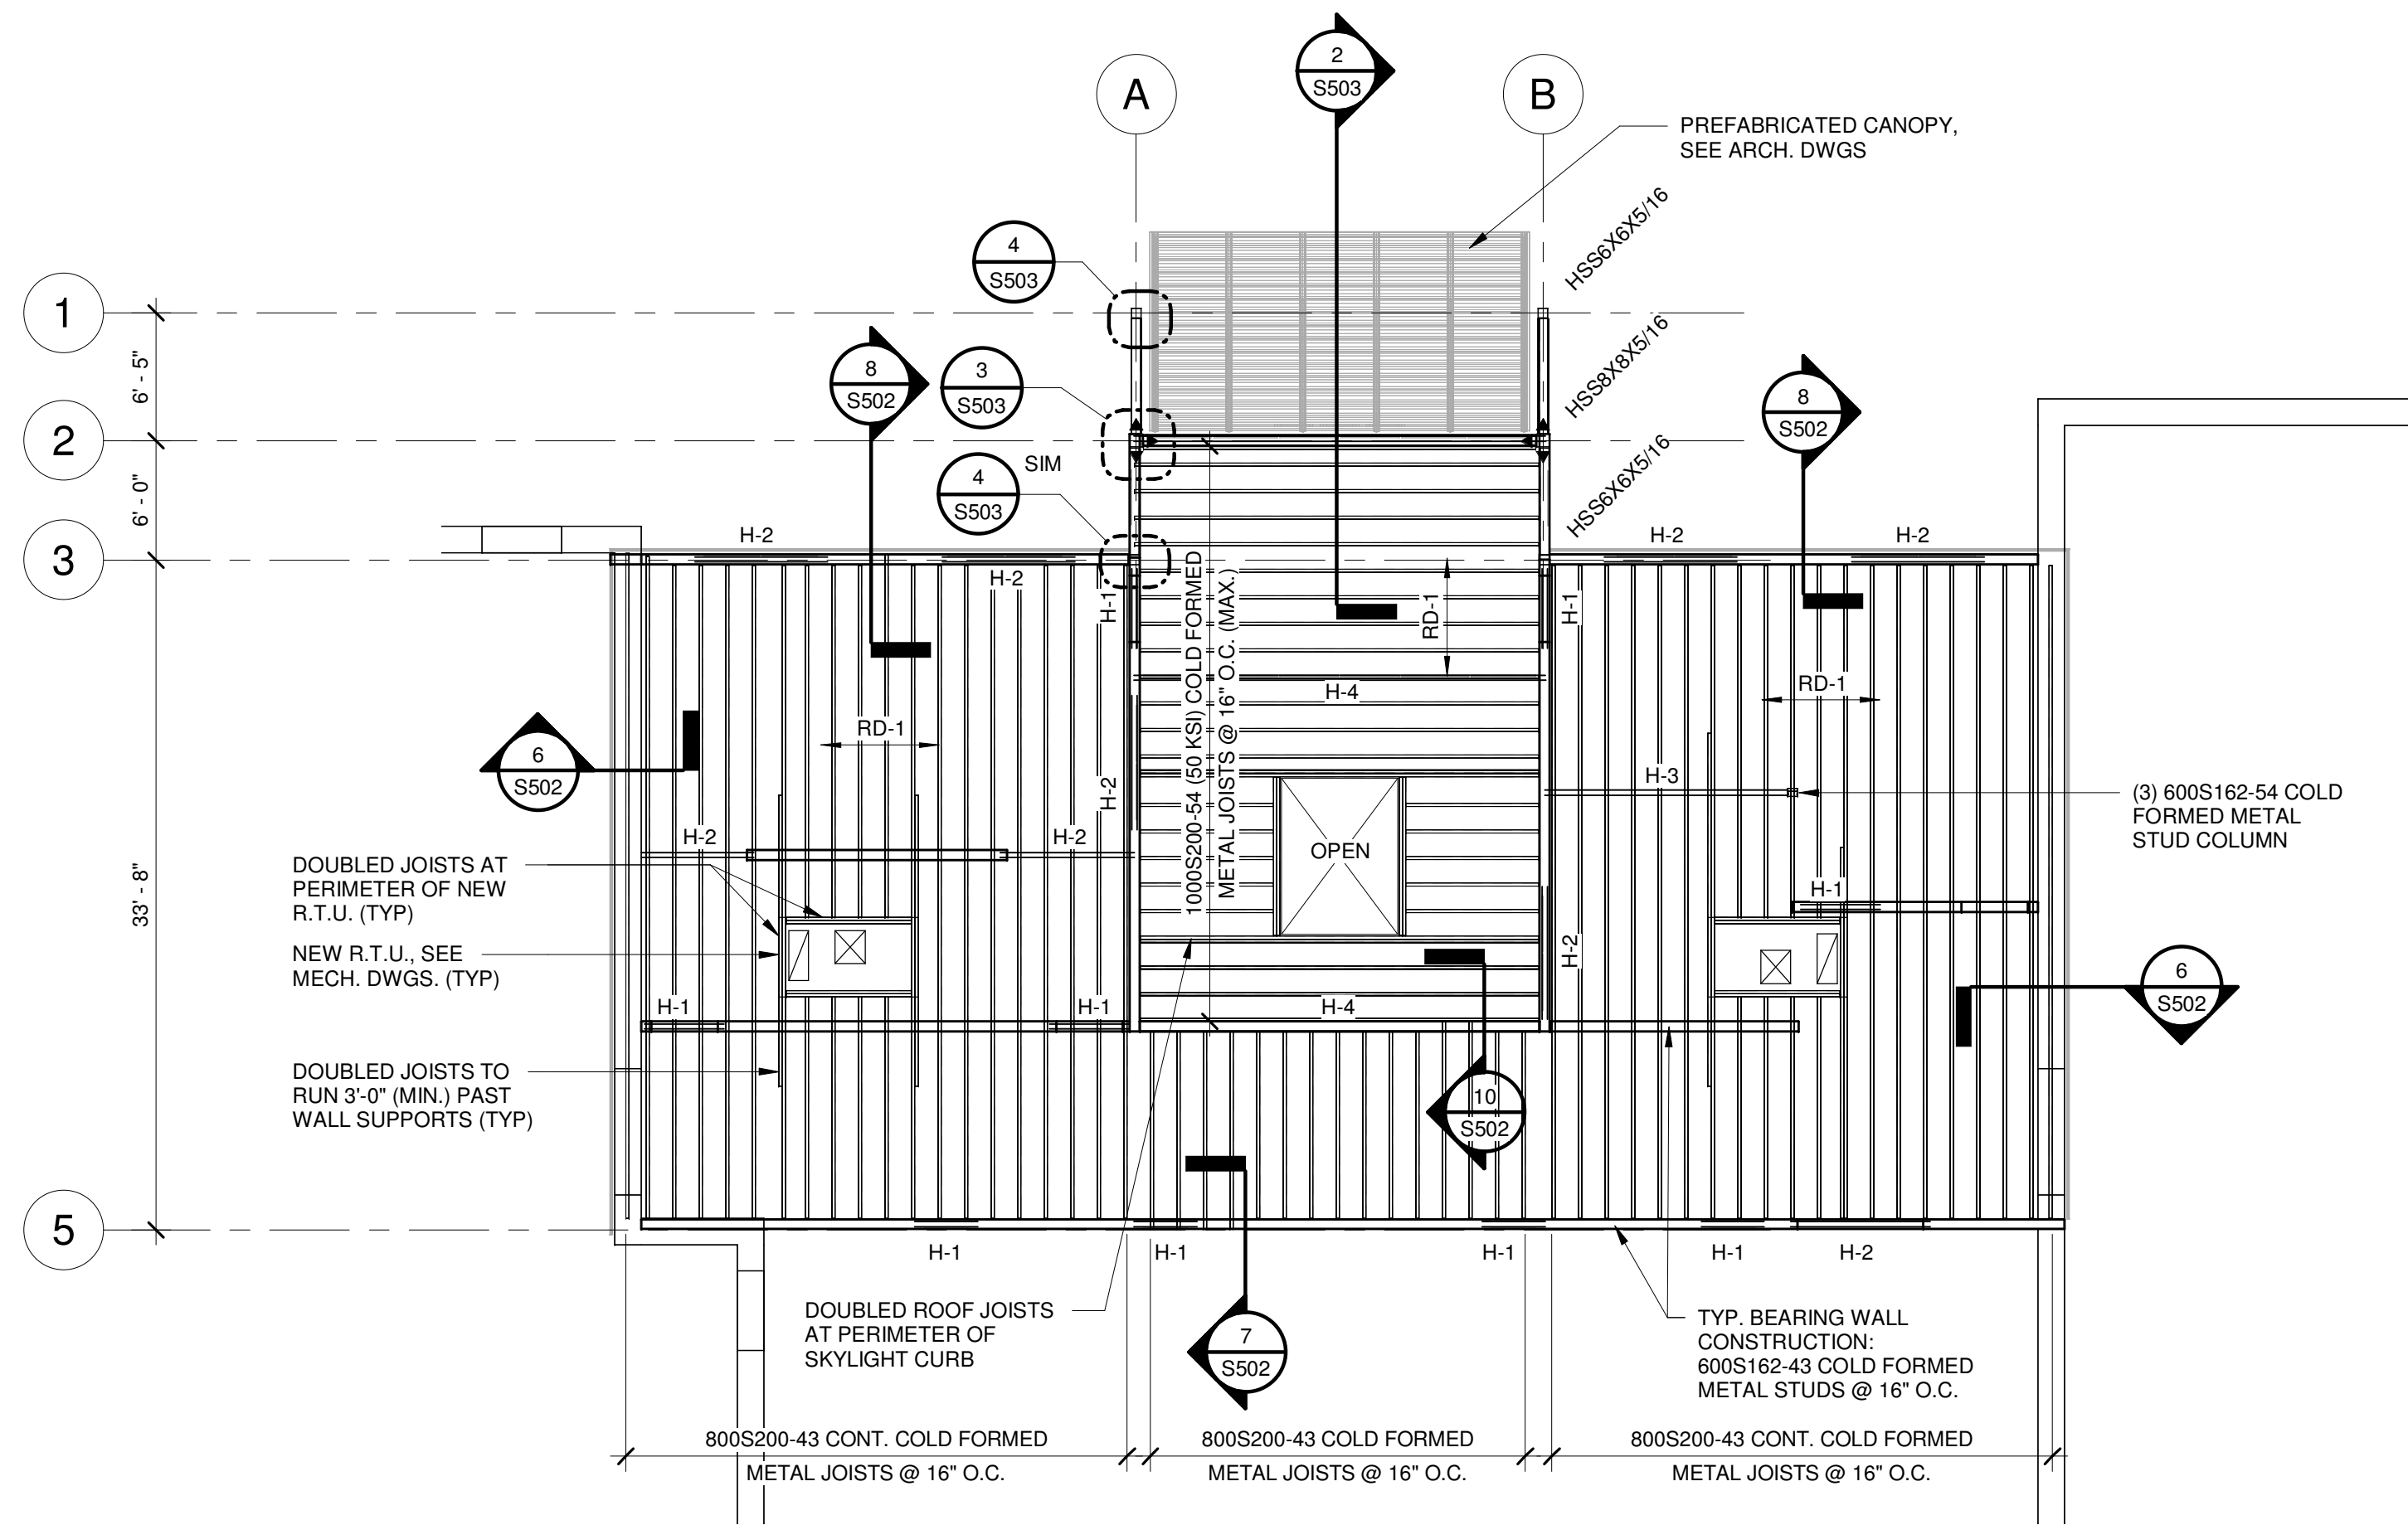 2
S503
A
B
PREFABRICATED CANOPY,
SEE ARCH. DWGS
HSS6X6X5/16
4
S503
1
HSS8X8X5/16
6' - 5"
8
S502
3
S503
8
S502
2
HSS6X6X5/16
6' - 0"
4
S503
SIM
3
H-2
H-2
H-2
H-2
H-1
H-1
RD-1
1000S200-54 (50 KSI) COLD FORMED
METAL JOISTS @ 16" O.C. (MAX.)
H-4
RD-1
RD-1
6
S502
H-2
H-3
(3) 600S162-54 COLD
FORMED METAL
STUD COLUMN
H-2
H-2
OPEN
33' - 8"
DOUBLED JOISTS AT
PERIMETER OF NEW
R.T.U. (TYP)
H-1
H-2
NEW R.T.U., SEE
MECH. DWGS. (TYP)
6
S502
H-1
H-1
H-4
DOUBLED JOISTS TO
RUN 3'-0" (MIN.) PAST
WALL SUPPORTS (TYP)
10
S502
5
H-1
H-1
H-1
H-1
H-2
DOUBLED ROOF JOISTS
AT PERIMETER OF
SKYLIGHT CURB
7
S502
TYP. BEARING WALL
CONSTRUCTION:
600S162-43 COLD FORMED
METAL STUDS @ 16" O.C.
800S200-43 CONT. COLD FORMED
METAL JOISTS @ 16" O.C.
800S200-43 COLD FORMED
METAL JOISTS @ 16" O.C.
800S200-43 CONT. COLD FORMED
METAL JOISTS @ 16" O.C.